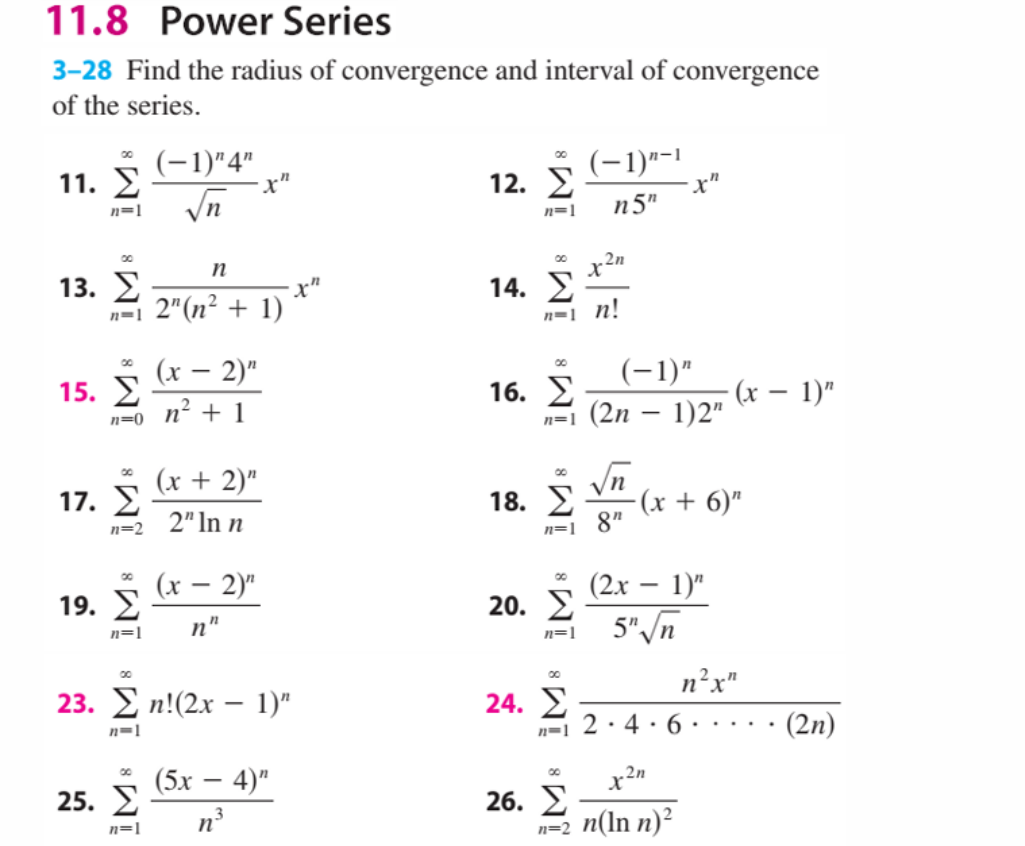 11.8 Power Series
3–28 Find the radius of convergence and interval of convergence
of the series.
11. $\sum_{n=1}^{\infty} \frac{(-1)^n 4^n}{\sqrt{n}} x^n$
12. $\sum_{n=1}^{\infty} \frac{(-1)^{n-1}}{n5^n} x^n$
13. $\sum_{n=1}^{\infty} \frac{n}{2^n(n^2 + 1)} x^n$
14. $\sum_{n=1}^{\infty} \frac{x^{2n}}{n!}$
15. $\sum_{n=0}^{\infty} \frac{(x - 2)^n}{n^2 + 1}$
16. $\sum_{n=1}^{\infty} \frac{(-1)^n}{(2n - 1)2^n} (x - 1)^n$
17. $\sum_{n=2}^{\infty} \frac{(x + 2)^n}{2^n \ln n}$
18. $\sum_{n=1}^{\infty} \frac{\sqrt{n}}{8^n} (x + 6)^n$
19. $\sum_{n=1}^{\infty} \frac{(x - 2)^n}{n^n}$
20. $\sum_{n=1}^{\infty} \frac{(2x - 1)^n}{5^n \sqrt{n}}$
23. $\sum_{n=1}^{\infty} n!(2x - 1)^n$
24. $\sum_{n=1}^{\infty} \frac{n^2 x^n}{2 \cdot 4 \cdot 6 \cdot \cdots \cdot (2n)}$
25. $\sum_{n=1}^{\infty} \frac{(5x - 4)^n}{n^3}$
26. $\sum_{n=2}^{\infty} \frac{x^{2n}}{n(\ln n)^2}$